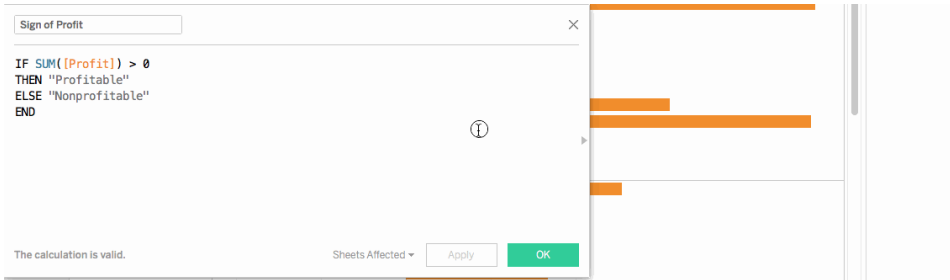 Sign of Profit
IF SUM([Profit]) > 0
THEN "Profitable"
ELSE "Nonprofitable"
END
The calculation is valid.
Sheets Affected
Apply
OK